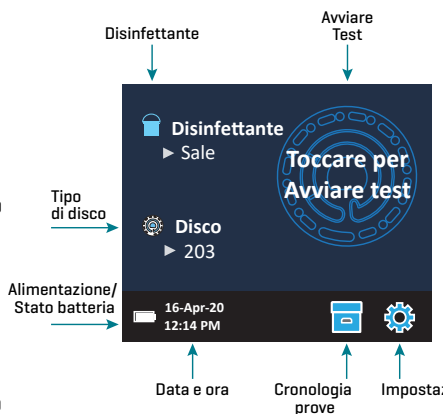 Disinfettante
Avviare
Test
Disinfettante
► Sale
Toccare per
Avviare test
Tipo
di disco
Disco
► 203
Alimentazione/
Stato batteria
16-Apr-20
12:14 PM
Data e ora
Cronologia
prove